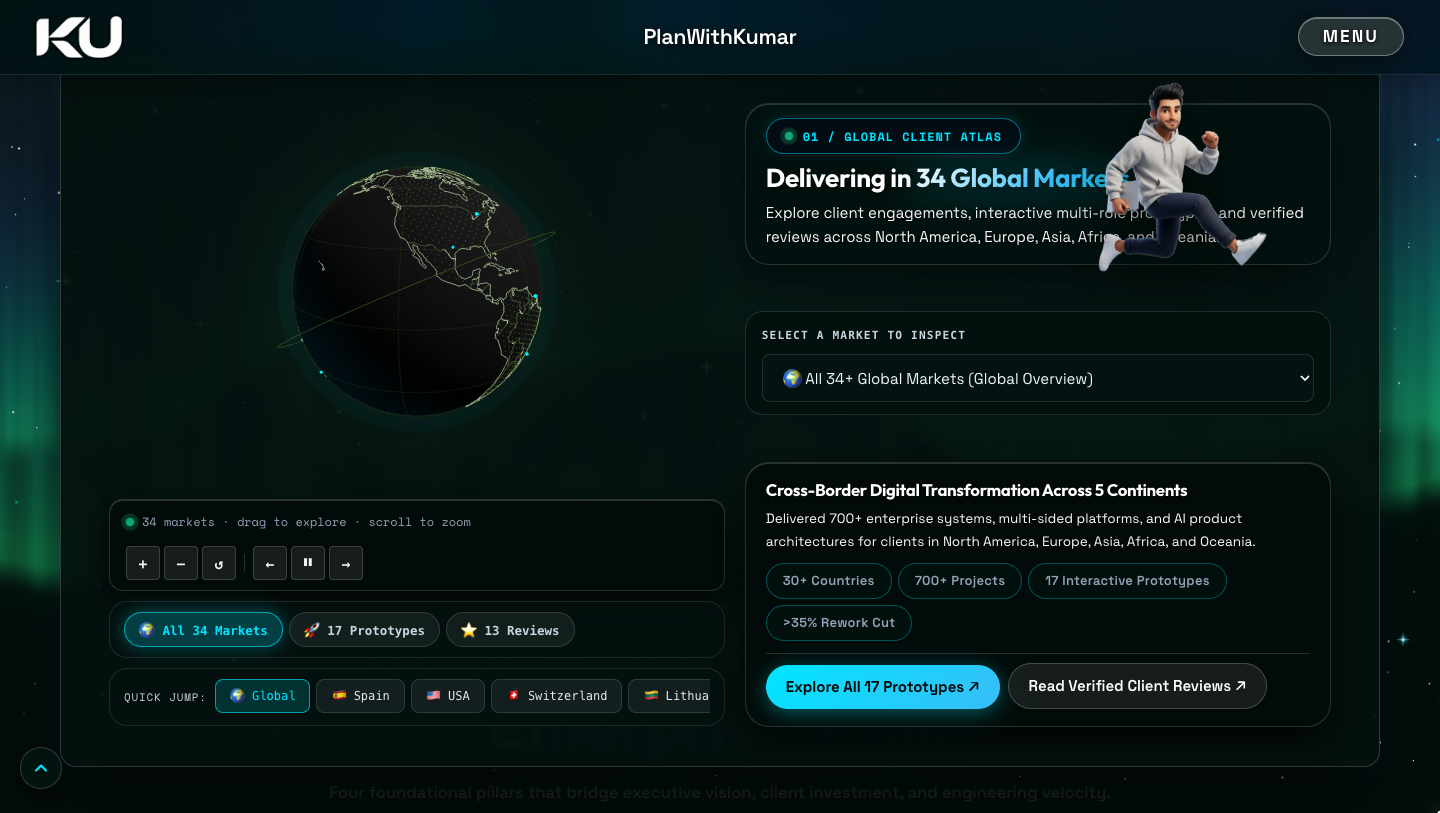 KU
PlanWithKumar
MENU
01 / GLOBAL CLIENT ATLAS
Delivering in 34 Global Markets
Explore client engagements, interactive multi-role and verified
reviews across North America, Europe, Asia, Africa, and Oceania.
SELECT A MARKET TO INSPECT
All 34+ Global Markets (Global Overview)
34 markets · drag to explore · scroll to zoom
+ − ↺ ← →
All 34 Markets
17 Prototypes
13 Reviews
QUICK JUMP:
Global
Spain
USA
Switzerland
Lithua
Cross-Border Digital Transformation Across 5 Continents
Delivered 700+ enterprise systems, multi-sided platforms, and AI product
architectures for clients in North America, Europe, Asia, Africa, and Oceania.
30+ Countries
700+ Projects
17 Interactive Prototypes
>35% Rework Cut
Explore All 17 Prototypes ↗
Read Verified Client Reviews ↗
Four foundational pillars that bridge executive vision, client investment, and engineering velocity.